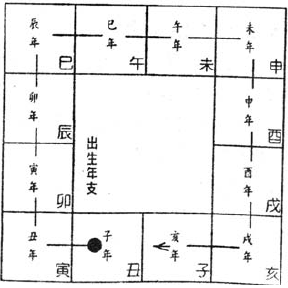 辰年
巳
巳年
午
午年
未
未年
申
卯年
辰
申年
酉
寅年
卯
出生年支
酉年
戌
丑年
寅
子年
丑
亥年
子
戌年
亥